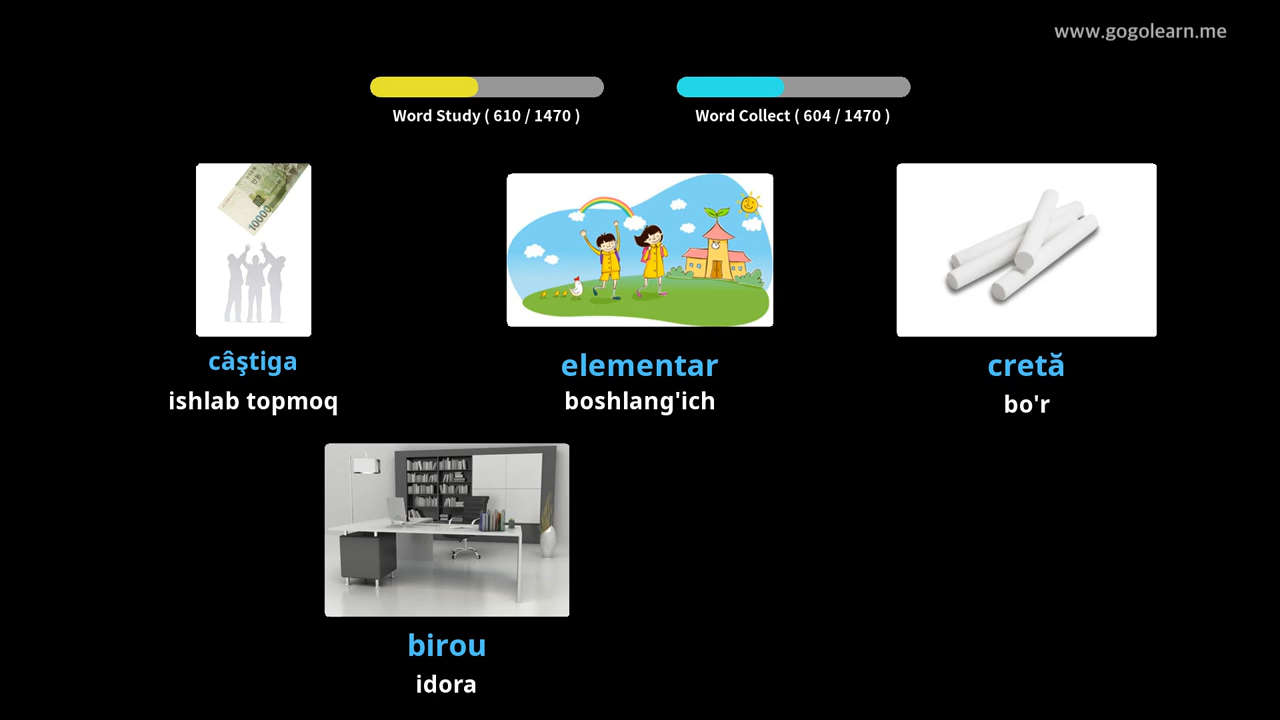 www.gogolearn.me
Word Study ( 610 / 1470 )
Word Collect ( 604 / 1470 )
10000
câştiga
elementar
cretă
ishlab topmoq
boshlang'ich
bo'r
birou
idora